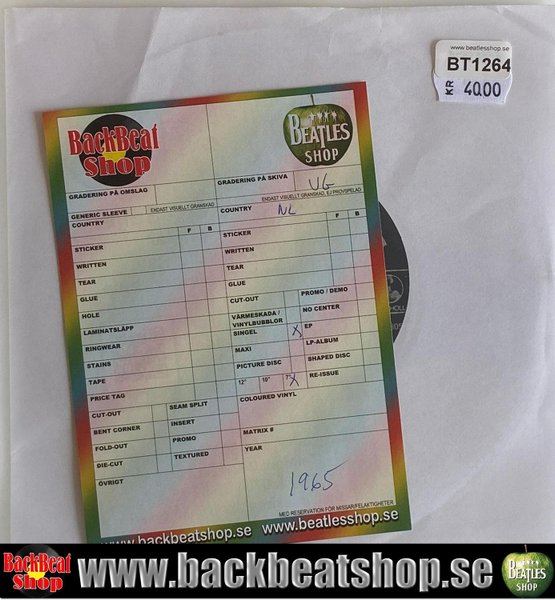 www.beatlesshop.se
BT1264
KR 40.00
BackBeat
Shop
BEATLES
SHOP
GRADERING PÅ OMSLAG
GRADERING PÅ SKIVA VG
ENDAST VISUELLT GRANSKAD
ENDAST VISUELLT GRANSKAD, EJ PROVSPELAD
GENERIC SLEEVE
COUNTRY
F B
STICKER
WRITTEN
TEAR
GLUE
HOLE
LAMINATSLÄPP
RINGWEAR
STAINS
TAPE
PRICE TAG
CUT-OUT SEAM SPLIT
BENT CORNER INSERT
FOLD-OUT PROMO
DIE-CUT TEXTURED
ÖVRIGT
COUNTRY NL
F B
STICKER
WRITTEN
TEAR
GLUE
CUT-OUT PROMO / DEMO
VÄRMESKADA /
VINYLBUBBLOR
NO CENTER
SINGEL X EP
MAXI LP-ALBUM
PICTURE DISC SHAPED DISC
12" 10" 7" X RE-ISSUE
COLOURED VINYL
MATRIX #
YEAR
1965
MED RESERVATION FÖR MISSAR/FELAKTIGHETER
www.backbeatshop.se www.beatlesshop.se
BackBeat
Shop
www.backbeatshop.se
BEATLES
SHOP